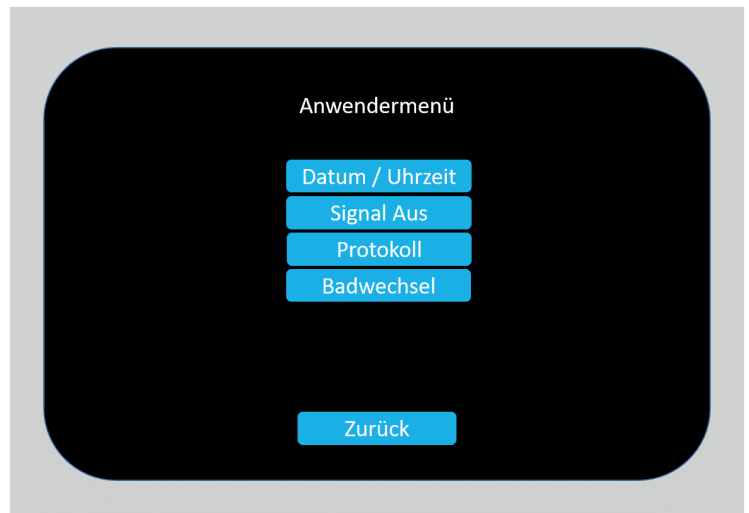 Anwendermenü
Datum / Uhrzeit
Signal Aus
Protokoll
Badwechsel
Zurück